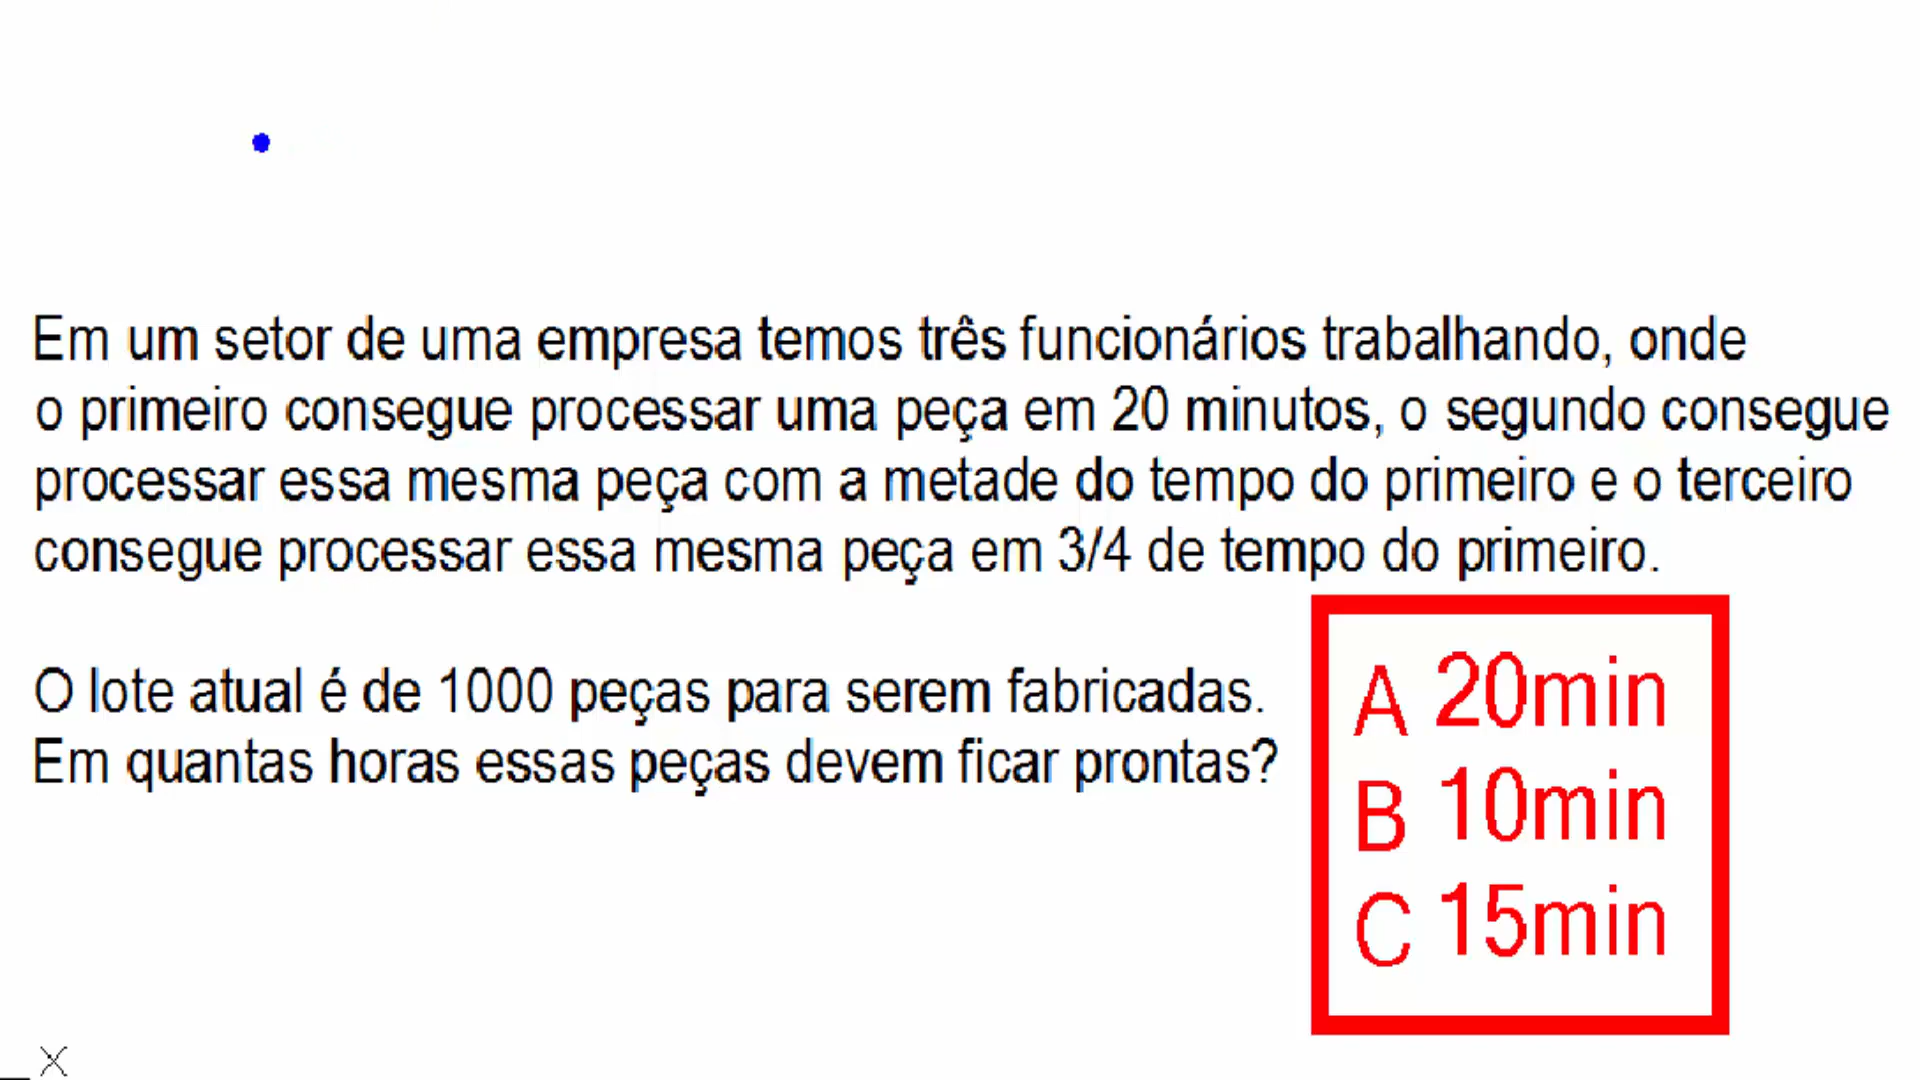 Em um setor de uma empresa temos três funcionários trabalhando, onde
o primeiro consegue processar uma peça em 20 minutos, o segundo consegue
processar essa mesma peça com a metade do tempo do primeiro e o terceiro
consegue processar essa mesma peça em 3/4 de tempo do primeiro.
O lote atual é de 1000 peças para serem fabricadas.
Em quantas horas essas peças devem ficar prontas?
A 20min
B 10min
C 15min
X